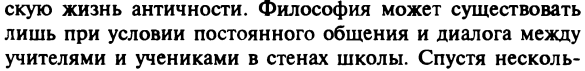 скую жизнь античности. Философия может существовать
лишь при условии постоянного общения и диалога между
учителями и учениками в стенах школы. Спустя несколь-